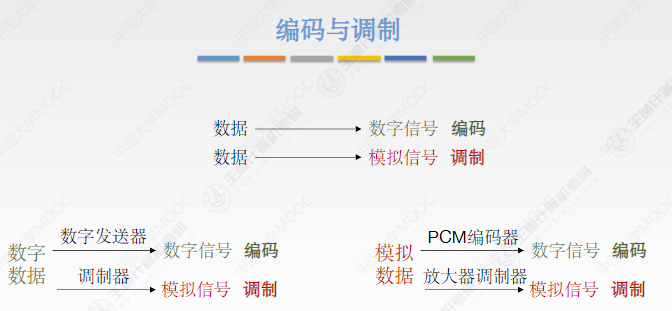 编码与调制
数据 数字信号 编码
数据 模拟信号 调制
数字数据
数字发送器
数字信号 编码
调制器
模拟信号 调制
模拟数据
PCM编码器
数字信号 编码
放大器调制器
模拟信号 调制
中国大学MOOC
王道计算机考研